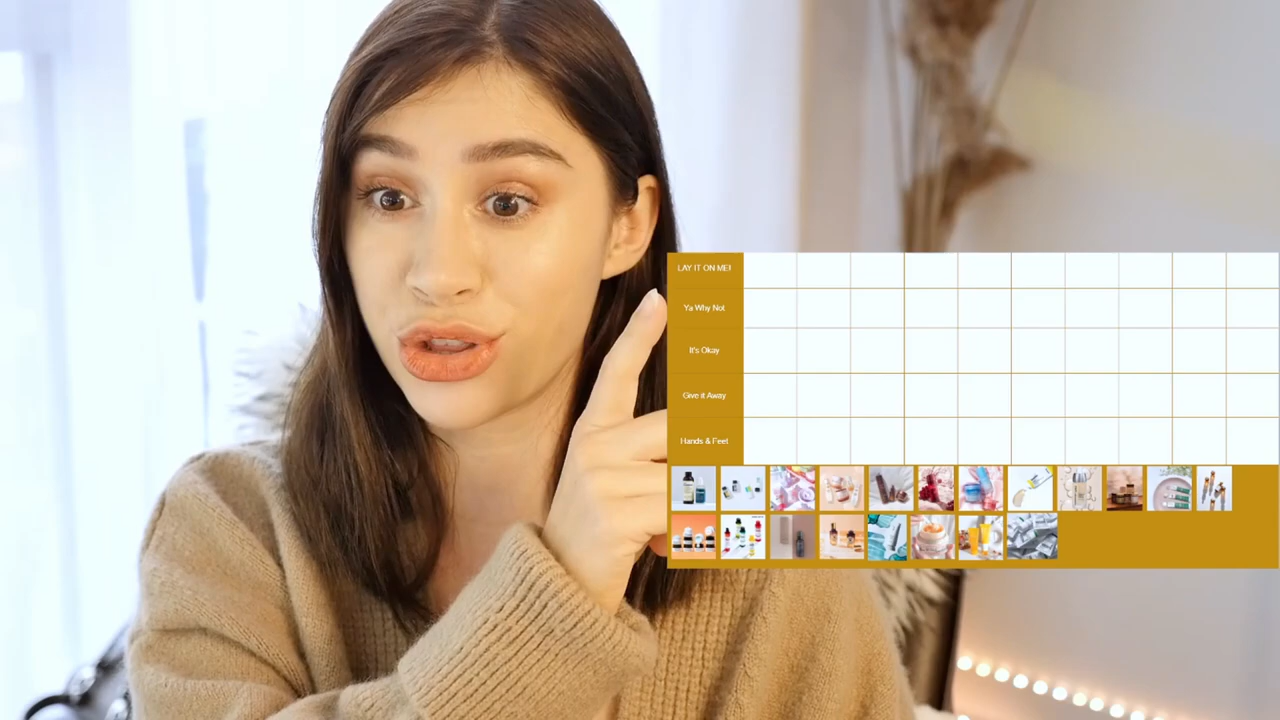 LAY IT ON ME!
Ya Why Not
It's Okay
Give it Away
Hands & Feet